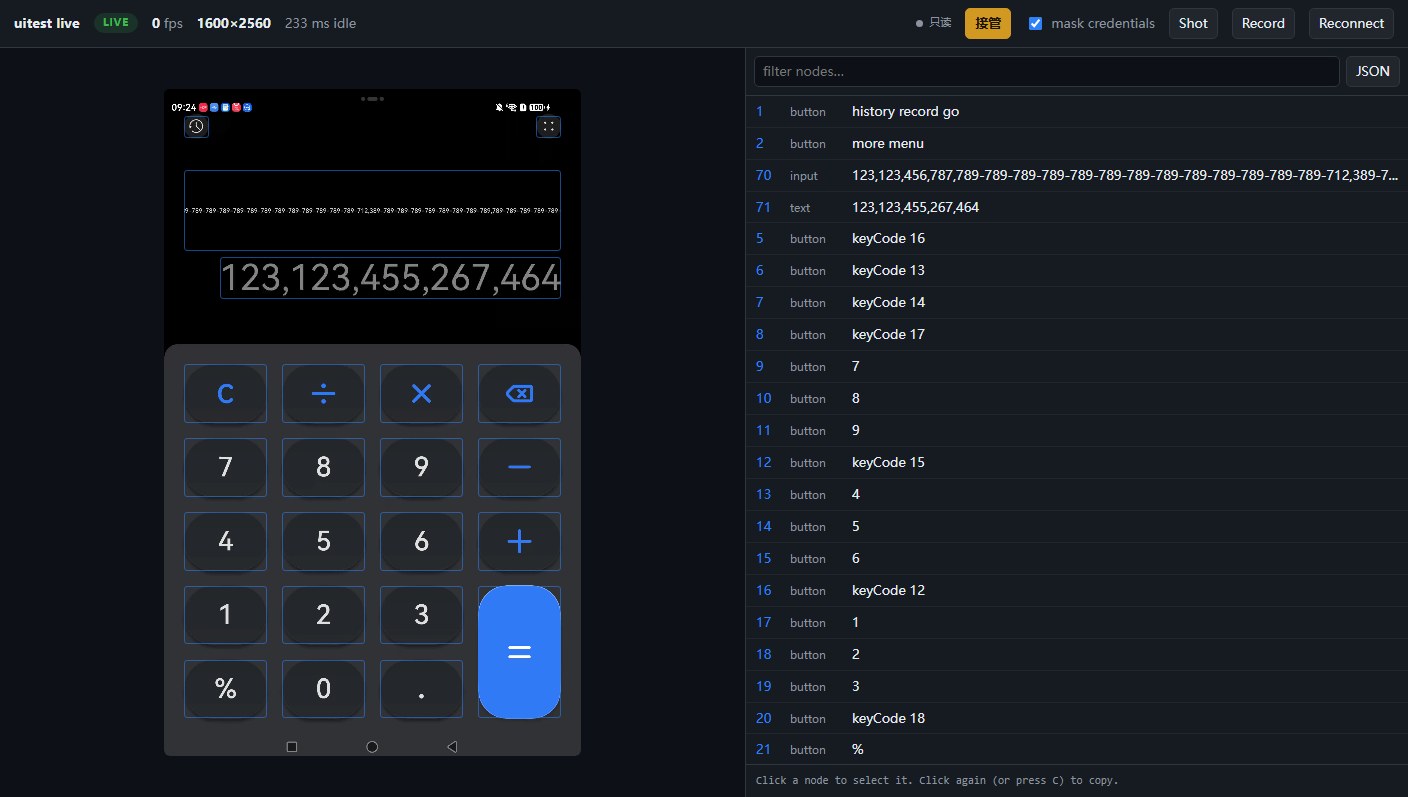 uitest live LIVE 0 fps 1600×2560 233 ms idle 只读 接管 mask credentials Shot Record Reconnect
filter nodes... JSON
09:24
123,123,455,267,464
C ÷ ×
7 8 9 −
4 5 6 +
1 2 3 =
% 0 .
1 button history record go
2 button more menu
70 input 123,123,456,787,789-789-789-789-789-789-789-789-789-789-789-789-789-712,389-7...
71 text 123,123,455,267,464
5 button keyCode 16
6 button keyCode 13
7 button keyCode 14
8 button keyCode 17
9 button 7
10 button 8
11 button 9
12 button keyCode 15
13 button 4
14 button 5
15 button 6
16 button keyCode 12
17 button 1
18 button 2
19 button 3
20 button keyCode 18
21 button %
Click a node to select it. Click again (or press C) to copy.